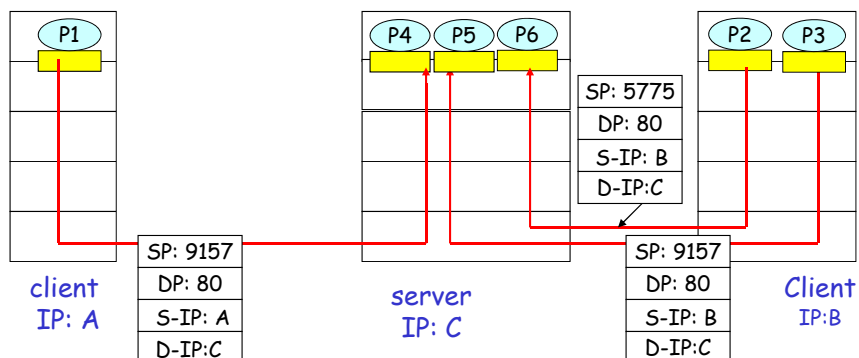 P1
P4
P5
P6
P2
P3
SP: 5775
DP: 80
S-IP: B
D-IP:C
SP: 9157
DP: 80
S-IP: A
D-IP:C
SP: 9157
DP: 80
S-IP: B
D-IP:C
client
IP: A
server
IP: C
Client
IP:B